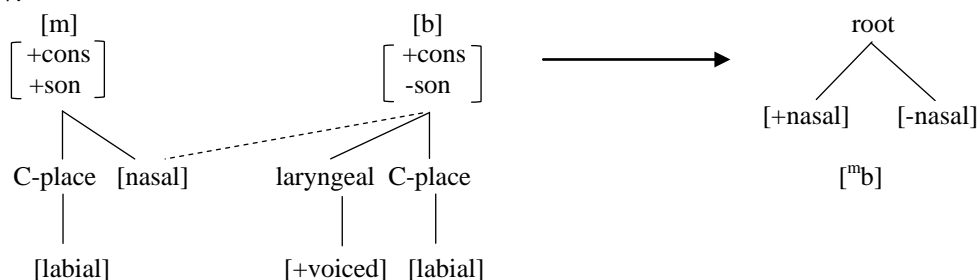 [m] [b] root
+cons +cons
+son -son
[+nasal] [-nasal]
C-place [nasal] laryngeal C-place [ᵐb]
[labial] [+voiced] [labial]